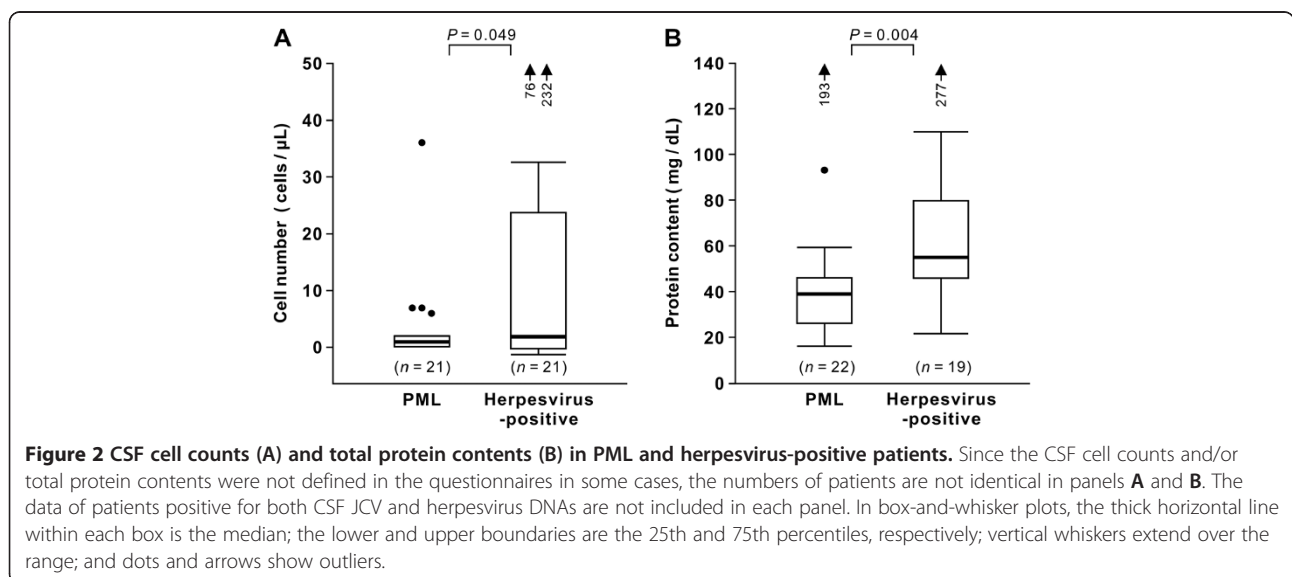 A
P = 0.049
50
40
30
20
10
0
Cell number ( cells / µL)
76
232
(n = 21)
(n = 21)
PML
Herpesvirus
-positive
B
P = 0.004
140
120
100
80
60
40
20
0
Protein content ( mg / dL)
193
277
(n = 22)
(n = 19)
PML
Herpesvirus
-positive
Figure 2 CSF cell counts (A) and total protein contents (B) in PML and herpesvirus-positive patients. Since the CSF cell counts and/or
total protein contents were not defined in the questionnaires in some cases, the numbers of patients are not identical in panels A and B. The
data of patients positive for both CSF JCV and herpesvirus DNAs are not included in each panel. In box-and-whisker plots, the thick horizontal line
within each box is the median; the lower and upper boundaries are the 25th and 75th percentiles, respectively; vertical whiskers extend over the
range; and dots and arrows show outliers.